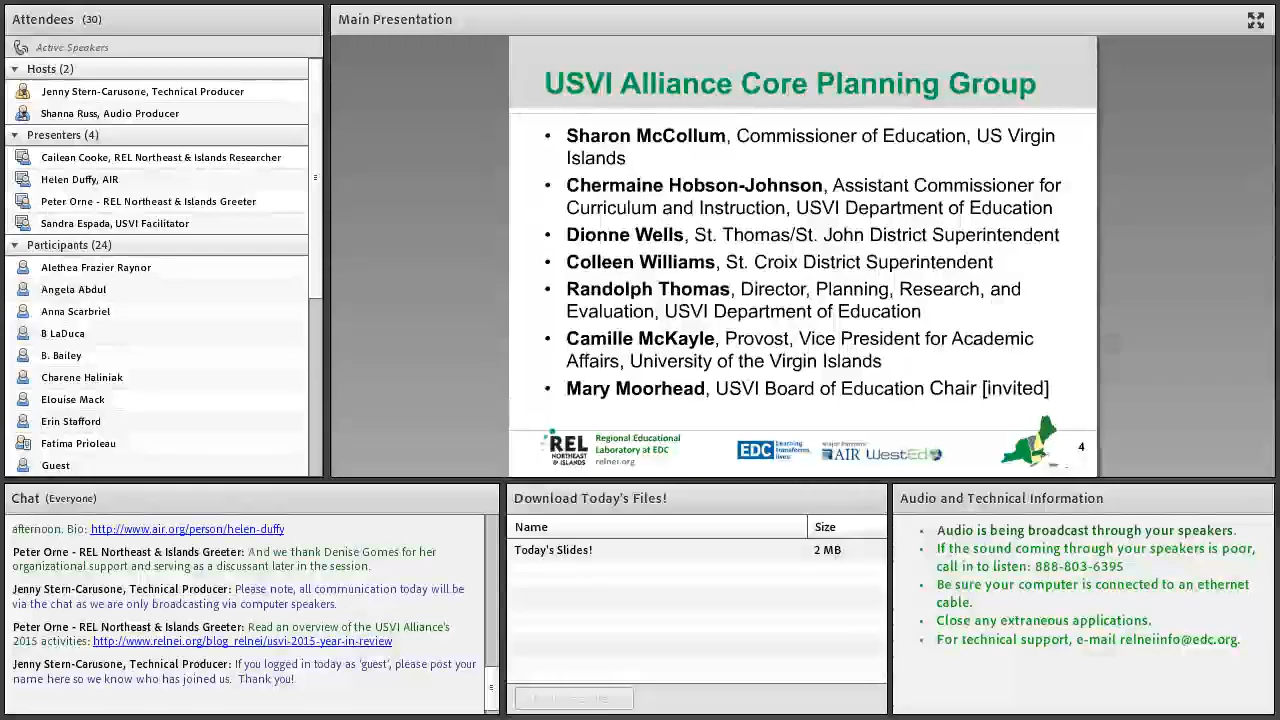 Attendees (30)
Active Speakers
Hosts (2)
Jenny Stern-Carusone, Technical Producer
Shanna Russ, Audio Producer
Presenters (4)
Cailean Cooke, REL Northeast & Islands Researcher
Helen Duffy, AIR
Peter Orne - REL Northeast & Islands Greeter
Sandra Espada, USVI Facilitator
Participants (24)
Alethea Frazier Raynor
Angela Abdul
Anna Scarbriel
B LaDuca
B. Bailey
Charene Haliniak
Elouise Mack
Erin Stafford
Fatima Prioleau
Guest
Main Presentation
USVI Alliance Core Planning Group
• Sharon McCollum, Commissioner of Education, US Virgin
Islands
• Chermaine Hobson-Johnson, Assistant Commissioner for
Curriculum and Instruction, USVI Department of Education
• Dionne Wells, St. Thomas/St. John District Superintendent
• Colleen Williams, St. Croix District Superintendent
• Randolph Thomas, Director, Planning, Research, and
Evaluation, USVI Department of Education
• Camille McKayle, Provost, Vice President for Academic
Affairs, University of the Virgin Islands
• Mary Moorhead, USVI Board of Education Chair [invited]
REL
NORTHEAST
& ISLANDS
Regional Educational
Laboratory at EDC
relnei.org
EDC
Learning
transforms
lives.
AIR WestEd
4
Chat (Everyone)
afternoon. Bio: http://www.air.org/person/helen-duffy
Peter Orne - REL Northeast & Islands Greeter: And we thank Denise Gomes for her
organizational support and serving as a discussant later in the session.
Jenny Stern-Carusone, Technical Producer: Please note, all communication today will be
via the chat as we are only broadcasting via computer speakers.
Peter Orne - REL Northeast & Islands Greeter: Read an overview of the USVI Alliance's
2015 activities: http://www.relnei.org/blog_relnei/usvi-2015-year-in-review
Jenny Stern-Carusone, Technical Producer: If you logged in today as 'guest', please post your
name here so we know who has joined us. Thank you!
Download Today's Files!
Name Size
Today's Slides! 2 MB
Audio and Technical Information
• Audio is being broadcast through your speakers.
• If the sound coming through your speakers is poor,
call in to listen: 888-803-6395
• Be sure your computer is connected to an ethernet
cable.
• Close any extraneous applications.
• For technical support, e-mail relneiinfo@edc.org.